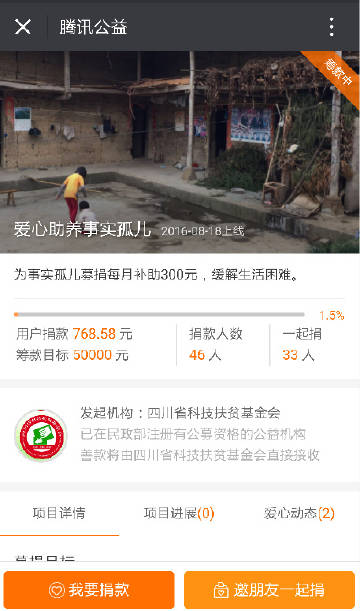 腾讯公益
筹款中
爱心助养事实孤儿 2016-08-18上线
为事实孤儿募捐每月补助300元，缓解生活困难。
1.5%
用户捐款 768.58 元 捐款人数 一起捐
筹款目标 50000 元 46 人 33 人
发起机构：四川省科技扶贫基金会
已在民政部注册有公募资格的公益机构
善款将由四川省科技扶贫基金会直接接收
项目详情 项目进展(0) 爱心动态(2)
募捐目标
我要捐款 邀朋友一起捐